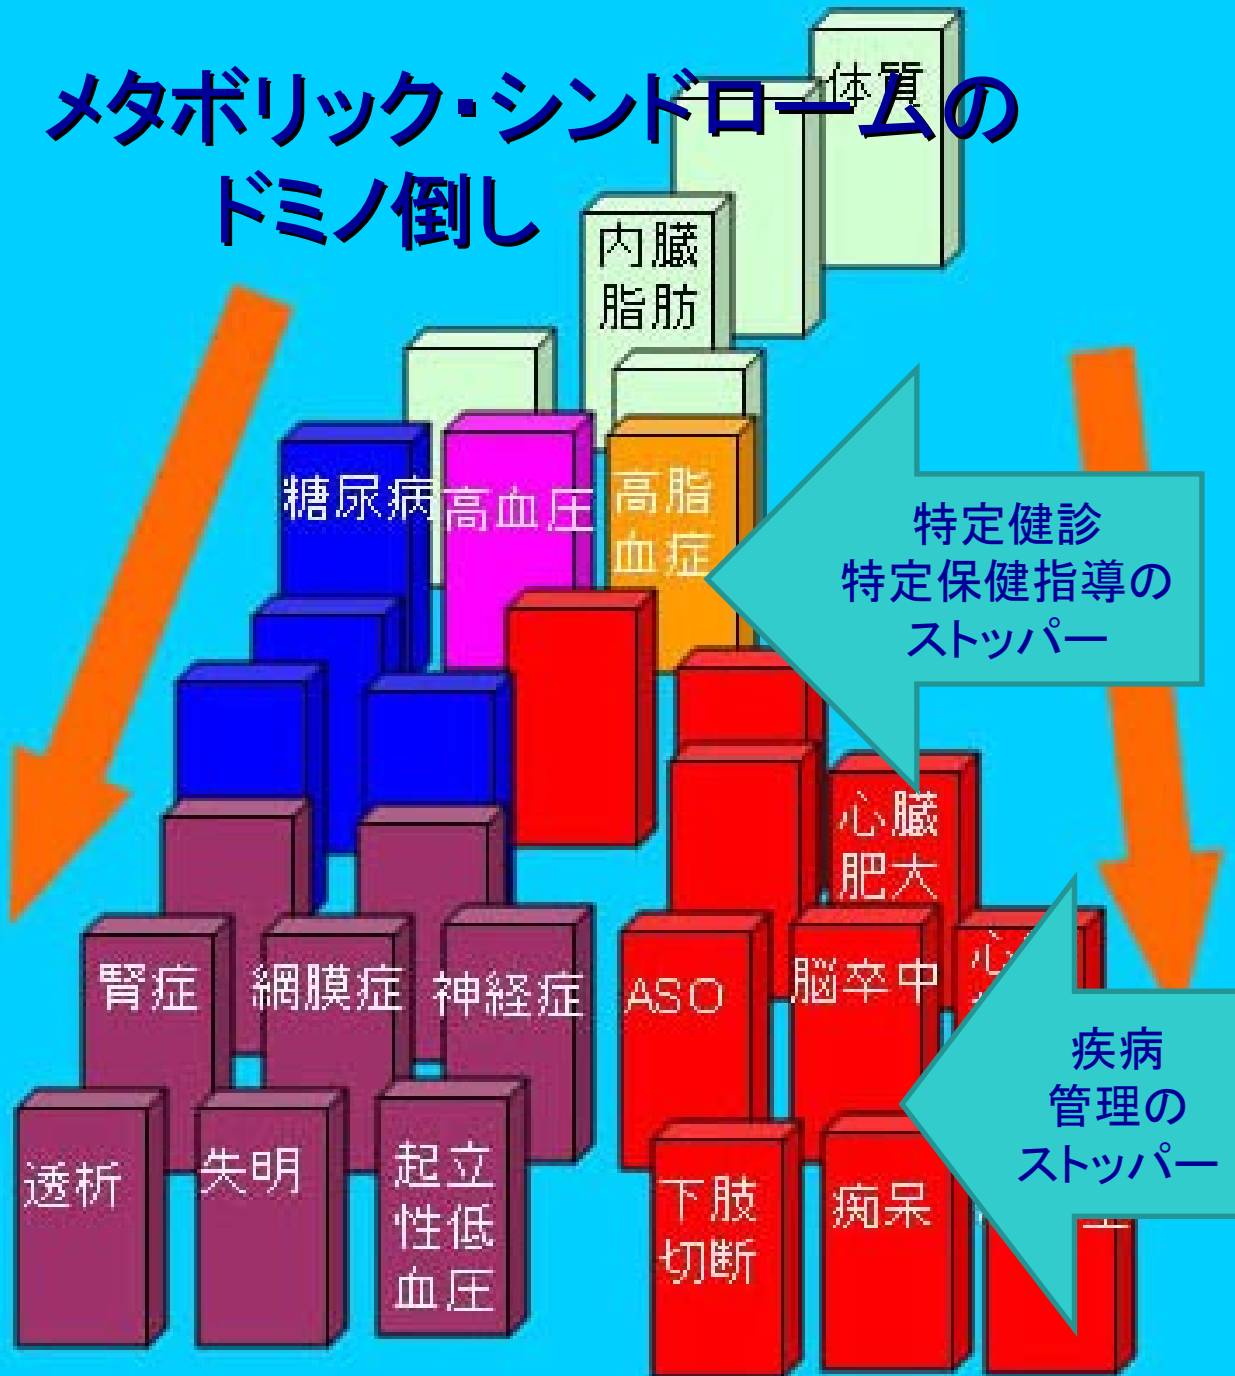 メタボリック・シンドロームの
ドミノ倒し
体質
内臓
脂肪
糖尿病
高血圧
高脂
血症
特定健診
特定保健指導の
ストッパー
心臓
肥大
腎症
網膜症
神経症
ASO
脳卒中
心
疾病
管理の
ストッパー
透析
失明
起立
性低
血圧
下肢
切断
痴呆